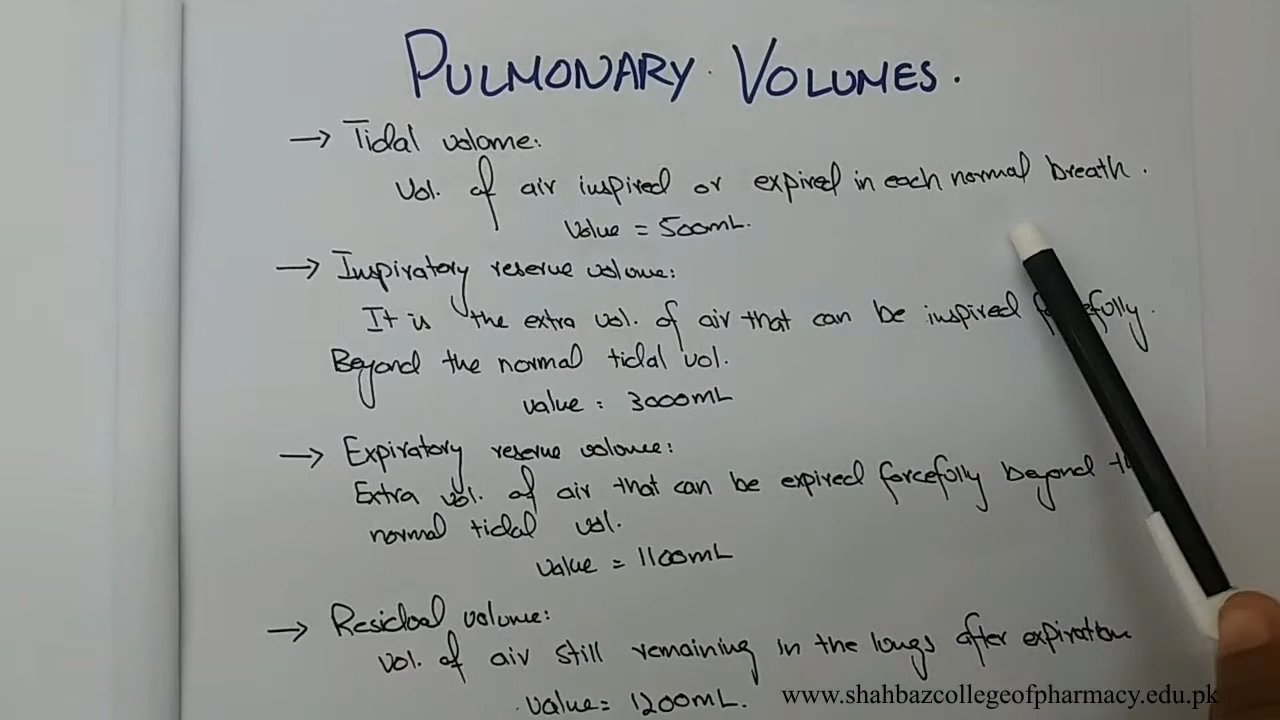 PULMONARY VOLUMES.
→ Tidal volume:
Vol. of air inspired or expired in each normal breath.
Value = 500mL.
→ Inspiratory reserve volume:
It is the extra vol. of air that can be inspired forcefully.
Beyond the normal tidal vol.
value = 3000mL
→ Expiratory reserve volume:
Extra vol. of air that can be expired forcefully beyond
normal tidal vol.
value = 1100mL
→ Residual volume:
Vol. of air still remaining in the lungs after expiration
value = 1200mL.
www.shahbazcollegeofpharmacy.edu.pk